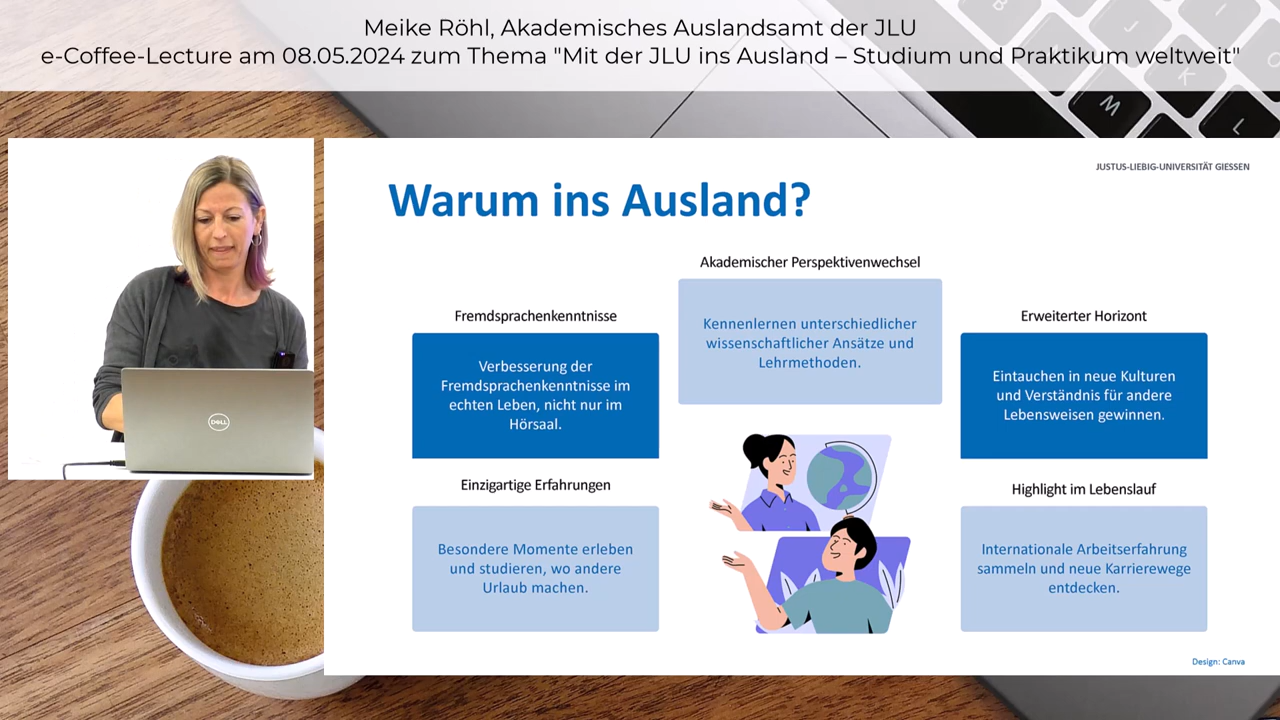 Meike Röhl, Akademisches Auslandsamt der JLU
e-Coffee-Lecture am 08.05.2024 zum Thema "Mit der JLU ins Ausland – Studium und Praktikum weltweit"
JUSTUS-LIEBIG-UNIVERSITÄT GIESSEN
Warum ins Ausland?
Akademischer Perspektivenwechsel
Kennenlernen unterschiedlicher
wissenschaftlicher Ansätze und
Lehrmethoden.
Fremdsprachenkenntnisse
Verbesserung der
Fremdsprachenkenntnisse im
echten Leben, nicht nur im
Hörsaal.
Erweiterter Horizont
Eintauchen in neue Kulturen
und Verständnis für andere
Lebensweisen gewinnen.
Einzigartige Erfahrungen
Besondere Momente erleben
und studieren, wo andere
Urlaub machen.
Highlight im Lebenslauf
Internationale Arbeitserfahrung
sammeln und neue Karrierewege
entdecken.
Design: Canva
DELL
B
H
J
I
K
M
L